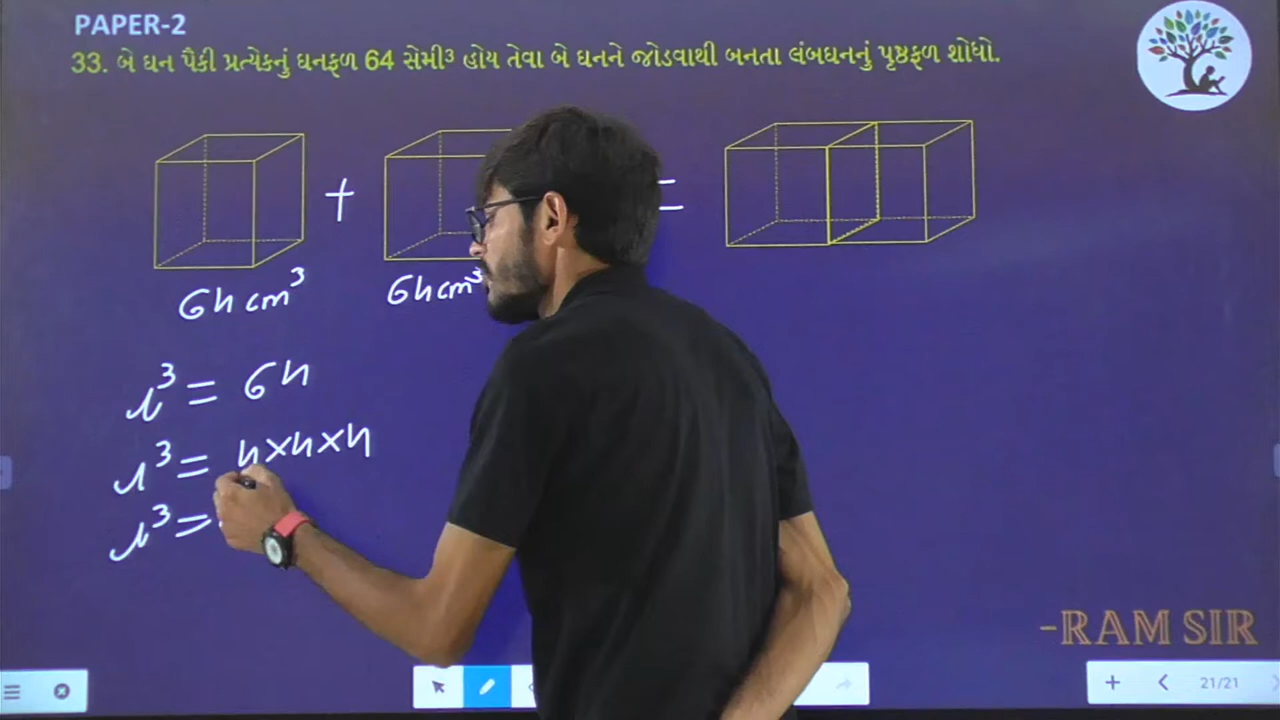 PAPER-2
33. બે ઘન પૈકી પ્રત્યેકનું ઘનફળ 64 સેમી³ હોય તેવા બે ઘનને જોડવાથી બનતા લંબઘનનું પૃષ્ઠફળ શોધો.
+ =
64 cm³ 64 cm³
l³ = 64
l³ = 4×4×4
l³ =
-RAM SIR
21/21